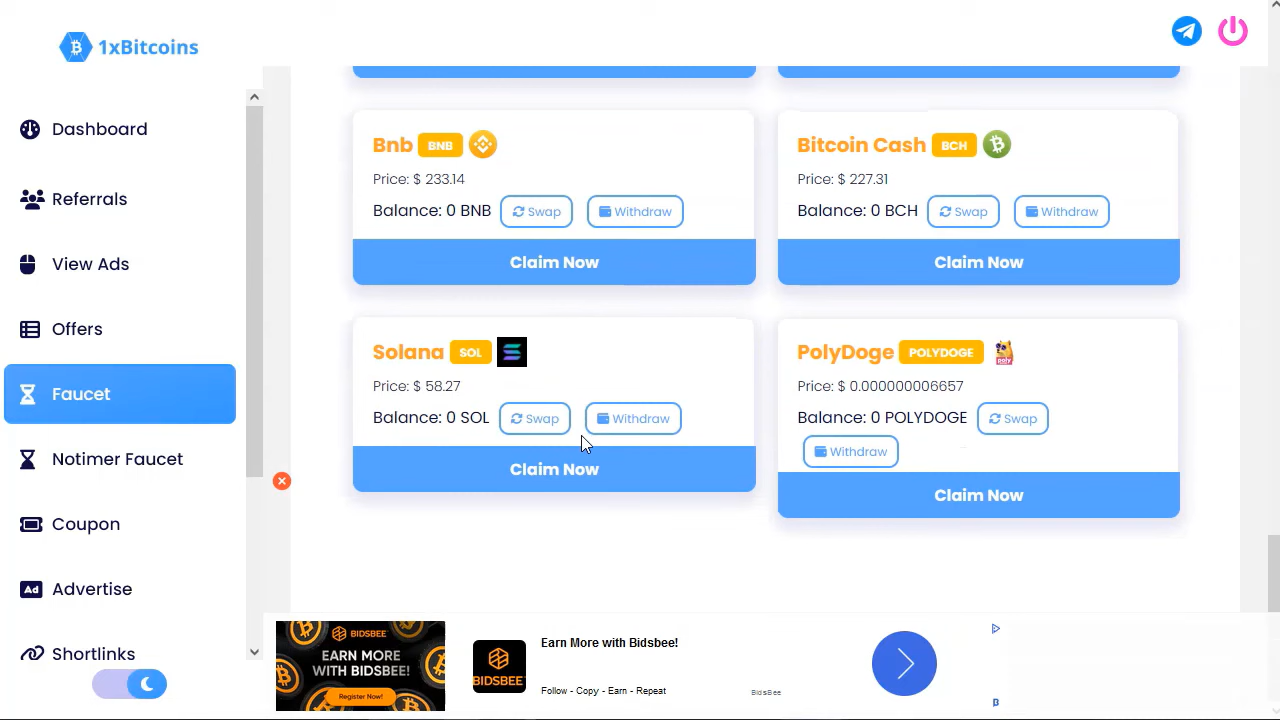 1xBitcoins
Dashboard
Referrals
View Ads
Offers
Faucet
Notimer Faucet
Coupon
Ad Advertise
Shortlinks
Bnb BNB
Price: $ 233.14
Balance: 0 BNB Swap Withdraw
Claim Now
Bitcoin Cash BCH
Price: $ 227.31
Balance: 0 BCH Swap Withdraw
Claim Now
Solana SOL
Price: $ 58.27
Balance: 0 SOL Swap Withdraw
Claim Now
PolyDoge POLYDOGE
poly
Price: $ 0.000000006657
Balance: 0 POLYDOGE Swap
Withdraw
Claim Now
BIDSBEE
EARN MORE
WITH BIDSBEE!
Register Now!
BIDSBEE
Earn More with Bidsbee!
Follow - Copy - Earn - Repeat
BidsBee